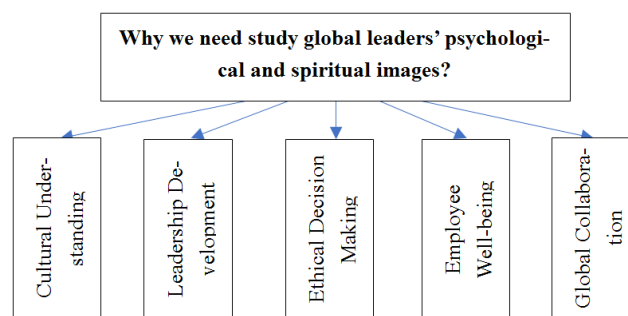 Why we need study global leaders’ psychologi-
cal and spiritual images?
Cultural Under-
standing
Leadership De-
velopment
Ethical Decision
Making
Employee
Well-being
Global Collabora-
tion